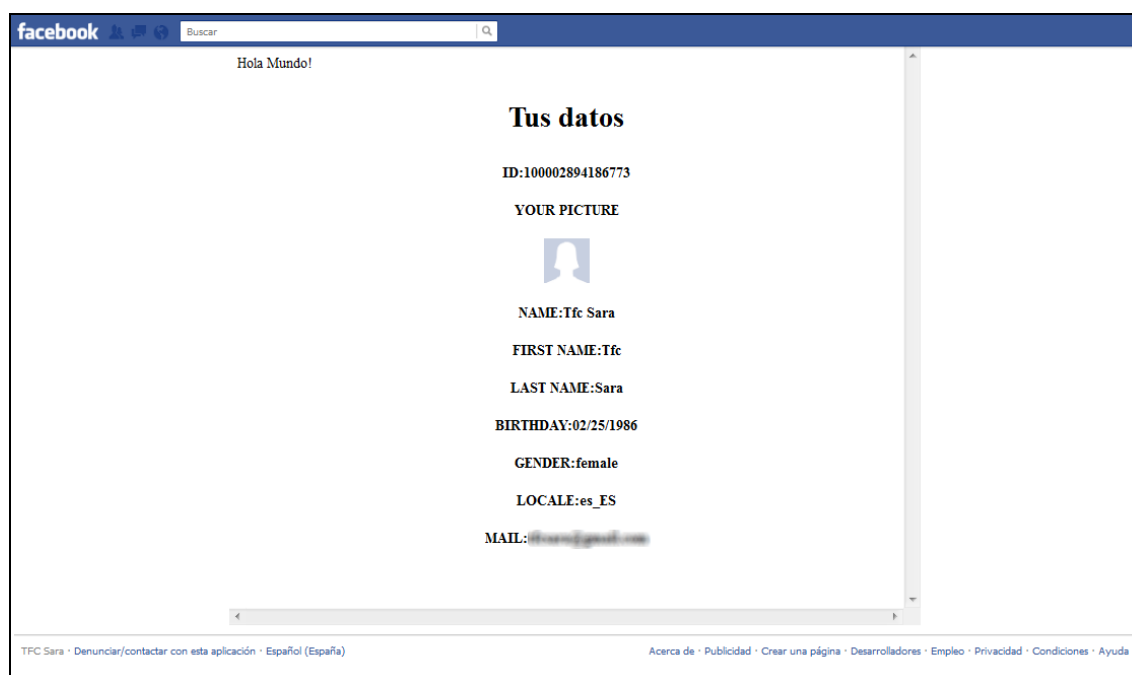 facebook Buscar
Hola Mundo!
Tus datos
ID:100002894186773
YOUR PICTURE
NAME:Tfc Sara
FIRST NAME:Tfc
LAST NAME:Sara
BIRTHDAY:02/25/1986
GENDER:female
LOCALE:es_ES
MAIL:
TFC Sara · Denunciar/contactar con esta aplicación · Español (España) Acerca de · Publicidad · Crear una página · Desarrolladores · Empleo · Privacidad · Condiciones · Ayuda